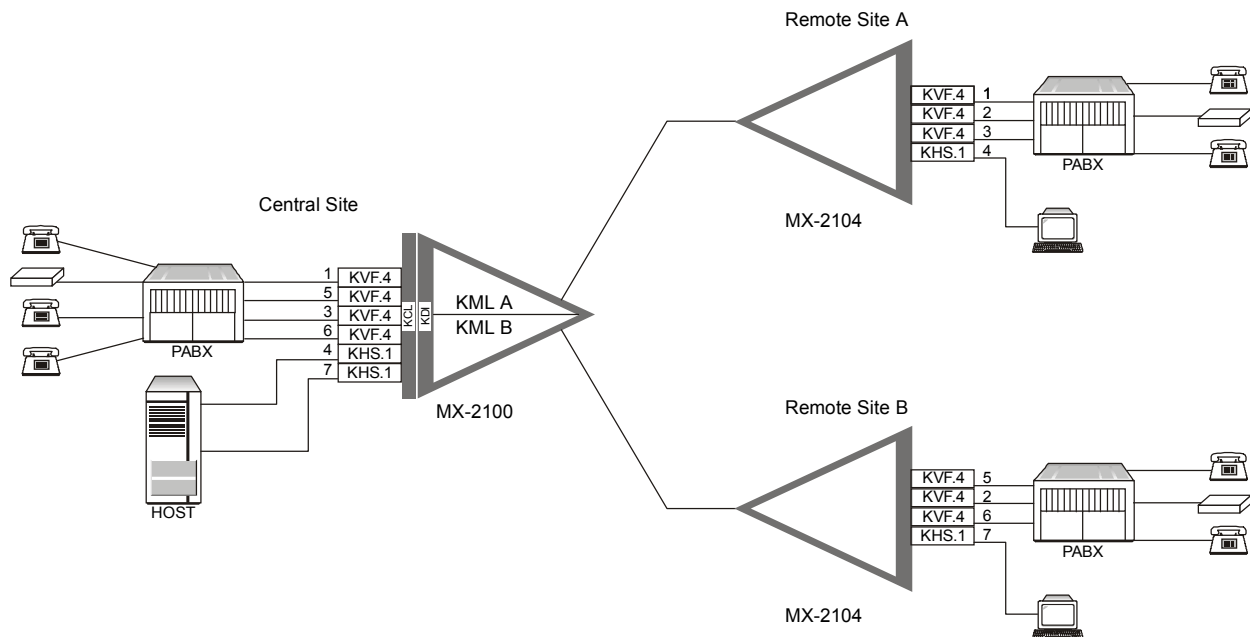 Remote Site A
KVF.4 1
KVF.4 2
KVF.4 3
KHS.1 4
PABX
MX-2104
Central Site
1 KVF.4
5 KVF.4
3 KVF.4
6 KVF.4
4 KHS.1
7 KHS.1
KCL
KDI
KML A
KML B
PABX
MX-2100
HOST
Remote Site B
KVF.4 5
KVF.4 2
KVF.4 6
KHS.1 7
PABX
MX-2104